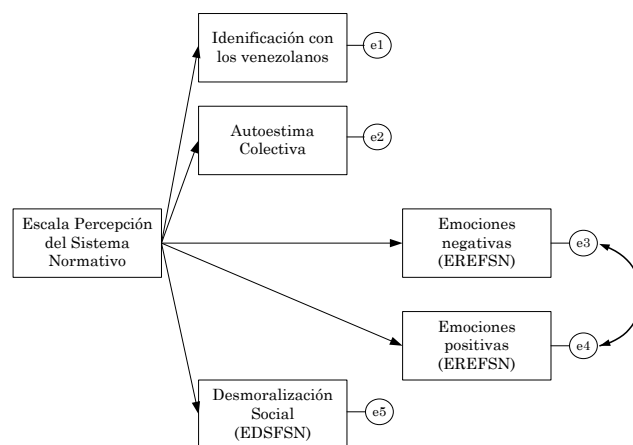 Idenificación con
los venezolanos
e1
Autoestima
Colectiva
e2
Escala Percepción
del Sistema
Normativo
Emociones
negativas
(EREFSN)
e3
Emociones
positivas
(EREFSN)
e4
Desmoralización
Social
(EDSFSN)
e5